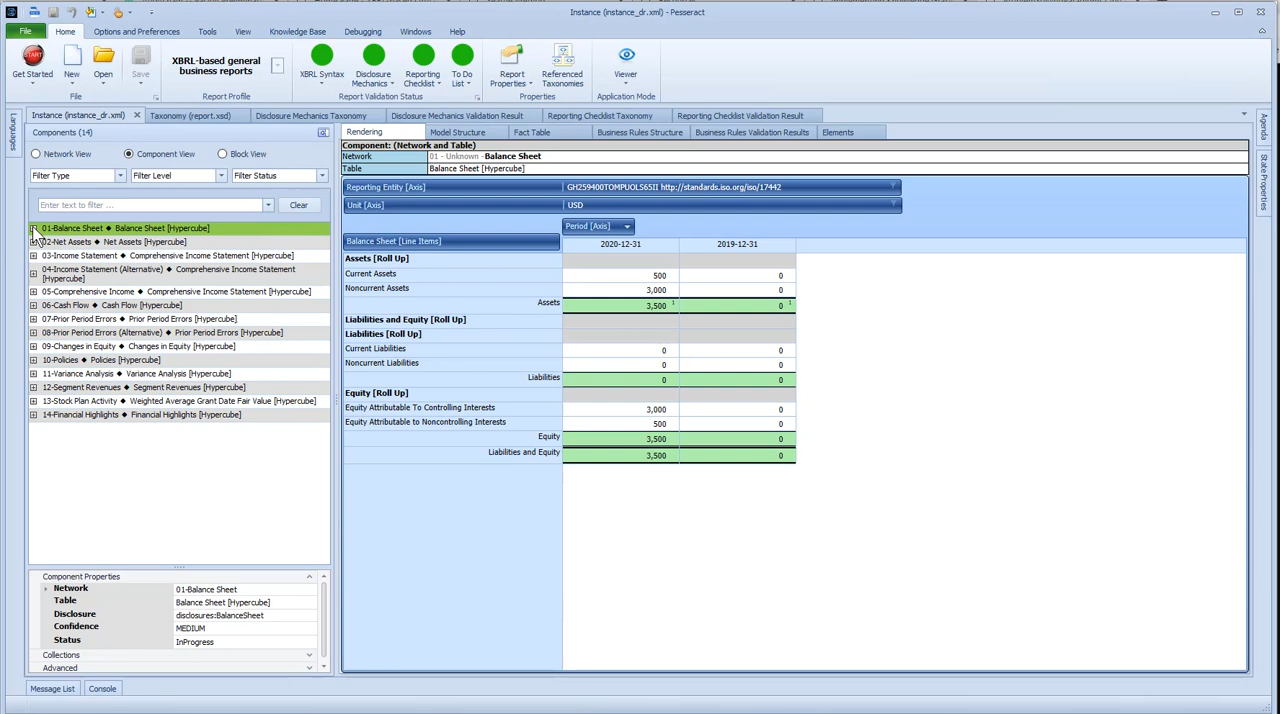 Instance (instance_dr.xml) - Pesseract
File Home Options and Preferences Tools View Knowledge Base Debugging Windows Help
START
Get Started New Open Save
File
XBRL-based general
business reports
Report Profile
XBRL Syntax Disclosure Mechanics Reporting Checklist To Do List
Report Validation Status
Report Properties Referenced Taxonomies
Properties
Viewer
Application Mode
Languages
Instance (instance_dr.xml) Taxonomy (report.xsd) Disclosure Mechanics Taxonomy Disclosure Mechanics Validation Result Reporting Checklist Taxonomy Reporting Checklist Validation Result
Agenda
State Properties
Components (14)
Network View Component View Block View
Filter Type Filter Level Filter Status
Enter text to filter ... Clear
01-Balance Sheet ◆ Balance Sheet [Hypercube]
02-Net Assets ◆ Net Assets [Hypercube]
03-Income Statement ◆ Comprehensive Income Statement [Hypercube]
04-Income Statement (Alternative) ◆ Comprehensive Income Statement
[Hypercube]
05-Comprehensive Income ◆ Comprehensive Income Statement [Hypercube]
06-Cash Flow ◆ Cash Flow [Hypercube]
07-Prior Period Errors ◆ Prior Period Errors [Hypercube]
08-Prior Period Errors (Alternative) ◆ Prior Period Errors [Hypercube]
09-Changes in Equity ◆ Changes in Equity [Hypercube]
10-Policies ◆ Policies [Hypercube]
11-Variance Analysis ◆ Variance Analysis [Hypercube]
12-Segment Revenues ◆ Segment Revenues [Hypercube]
13-Stock Plan Activity ◆ Weighted Average Grant Date Fair Value [Hypercube]
14-Financial Highlights ◆ Financial Highlights [Hypercube]
Component Properties
Network 01-Balance Sheet
Table Balance Sheet [Hypercube]
Disclosure disclosures:BalanceSheet
Confidence MEDIUM
Status InProgress
Collections
Advanced
Rendering Model Structure Fact Table Business Rules Structure Business Rules Validation Results Elements
Component: (Network and Table)
Network 01 - Unknown -Balance Sheet
Table Balance Sheet [Hypercube]
Reporting Entity [Axis] GH259400TOMPUOLS65II http://standards.iso.org/iso/17442
Unit [Axis] USD
Period [Axis]
Balance Sheet [Line Items] 2020-12-31 2019-12-31
Assets [Roll Up]
Current Assets 500 0
Noncurrent Assets 3,000 0
Assets 3,500 1 0 1
Liabilities and Equity [Roll Up]
Liabilities [Roll Up]
Current Liabilities 0 0
Noncurrent Liabilities 0 0
Liabilities 0 0
Equity [Roll Up]
Equity Attributable To Controlling Interests 3,000 0
Equity Attributable to Noncontrolling Interests 500 0
Equity 3,500 0
Liabilities and Equity 3,500 0
Message List Console